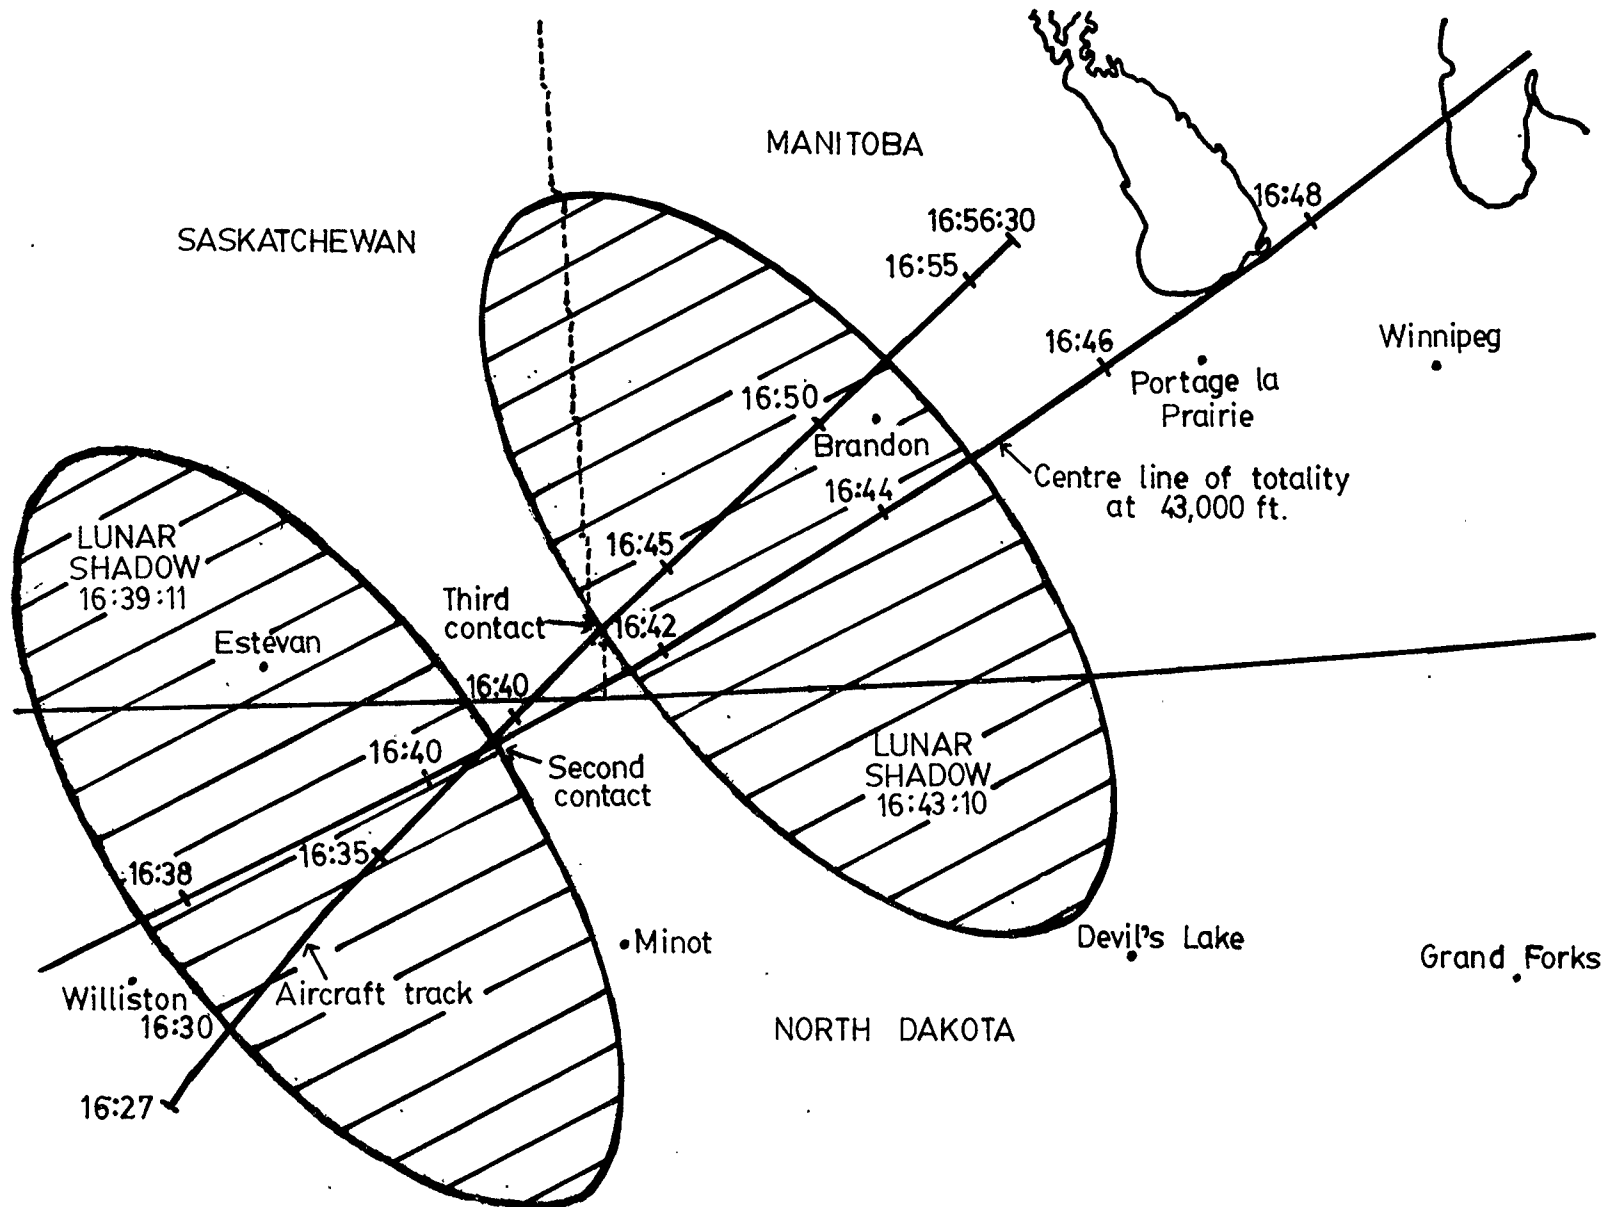 MANITOBA
SASKATCHEWAN
16:56:30
16:55
16:48
16:46
Winnipeg
Portage la
Prairie
16:50
Brandon
Centre line of totality
at 43,000 ft.
16:44
LUNAR
SHADOW
16:39:11
16:45
Third
contact
16:42
Estevan
16:40
16:40
Second
contact
LUNAR
SHADOW
16:43:10
16:35
16:38
Minot
Devil's Lake
Grand Forks
Williston
Aircraft track
16:30
NORTH DAKOTA
16:27